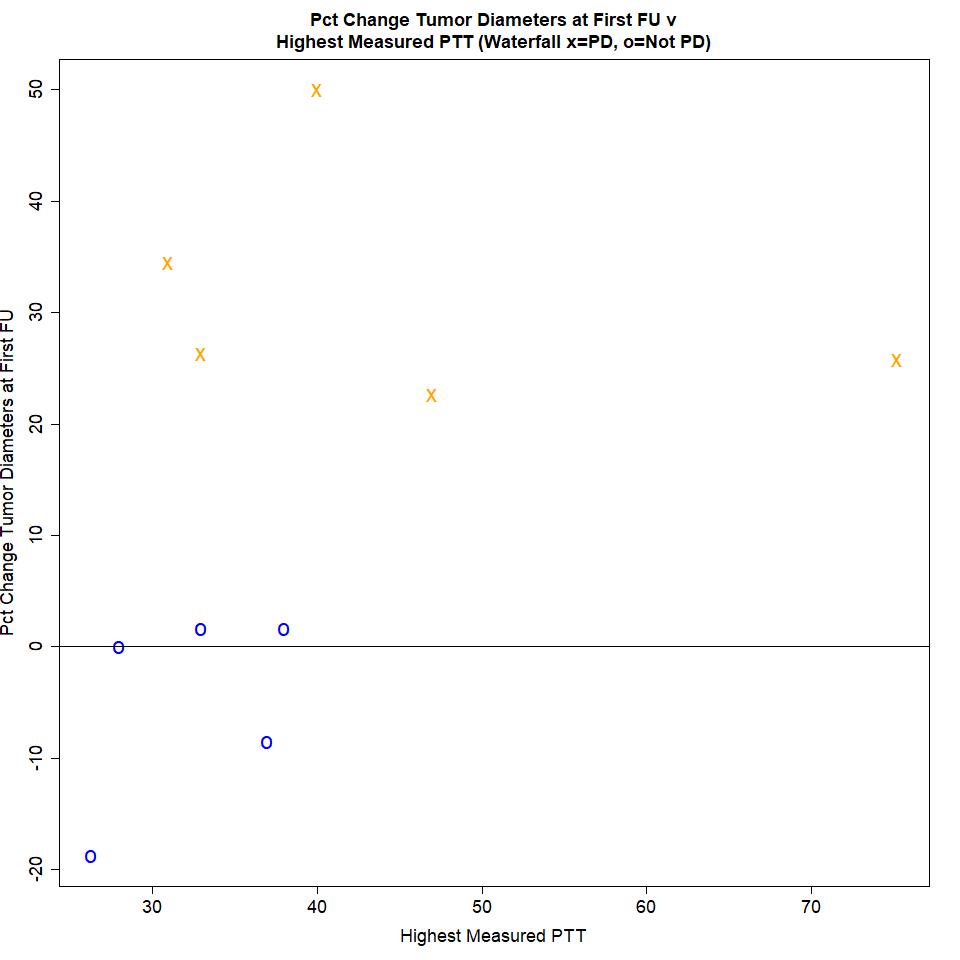 Pct Change Tumor Diameters at First FU v
Highest Measured PTT (Waterfall x=PD, o=Not PD)
Pct Change Tumor Diameters at First FU
50
40
30
20
10
0
-10
-20
X
X
X
X
X
O
O
O
O
O
30 40 50 60 70
Highest Measured PTT